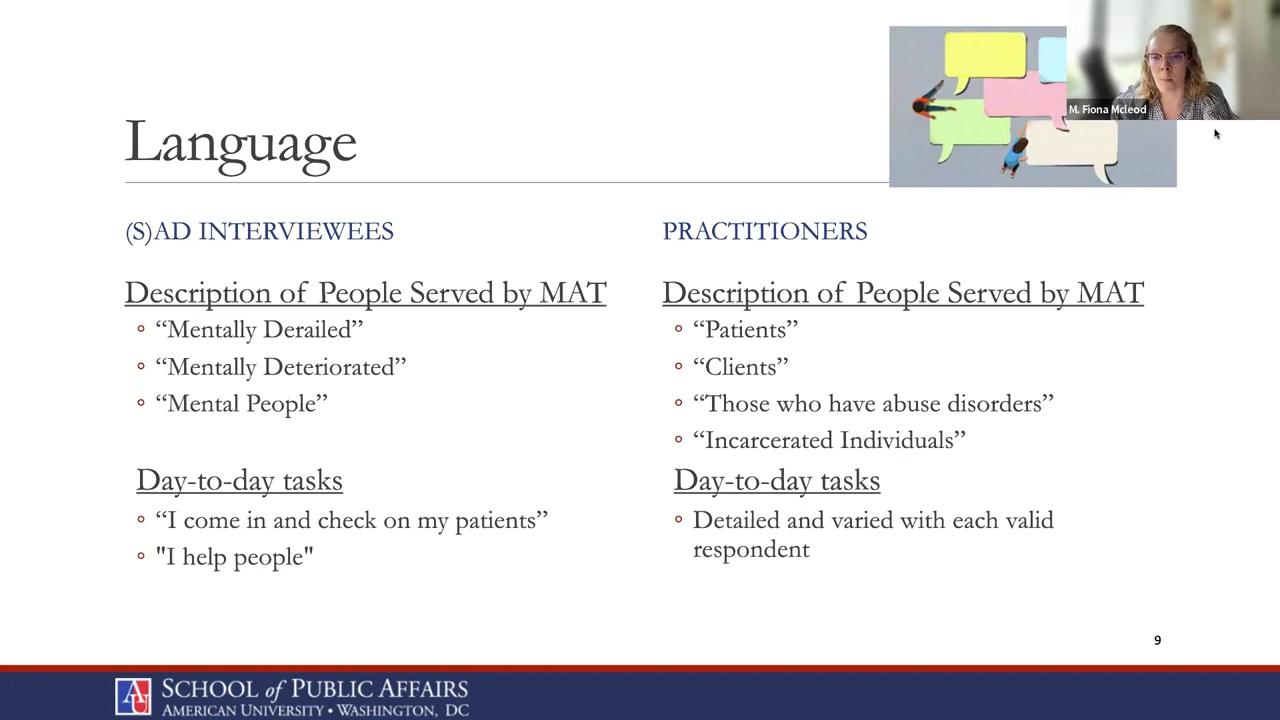 M. Fiona Mcleod
Language
(S)AD INTERVIEWEES
Description of People Served by MAT
◦ “Mentally Derailed”
◦ “Mentally Deteriorated”
◦ “Mental People”
Day-to-day tasks
◦ “I come in and check on my patients”
◦ "I help people"
PRACTITIONERS
Description of People Served by MAT
◦ “Patients”
◦ “Clients”
◦ “Those who have abuse disorders”
◦ “Incarcerated Individuals”
Day-to-day tasks
◦ Detailed and varied with each valid
respondent
9
AU
SCHOOL of PUBLIC AFFAIRS
AMERICAN UNIVERSITY • WASHINGTON, DC